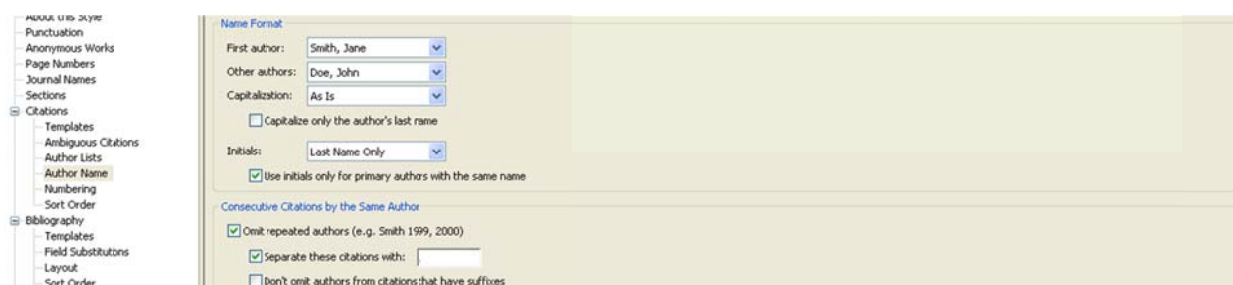 About this Style
Punctuation
Anonymous Works
Page Numbers
Journal Names
Sections
Citations
Templates
Ambiguous Citations
Author Lists
Author Name
Numbering
Sort Order
Bibliography
Templates
Field Substitutions
Layout
Sort Order
Name Format
First author: Smith, Jane
Other authors: Doe, John
Capitalization: As Is
Capitalize only the author's last name
Initials: Last Name Only
Use initials only for primary authors with the same name
Consecutive Citations by the Same Author
Omit repeated authors (e.g. Smith 1999, 2000)
Separate these citations with:
Don't omit authors from citations that have suffixes